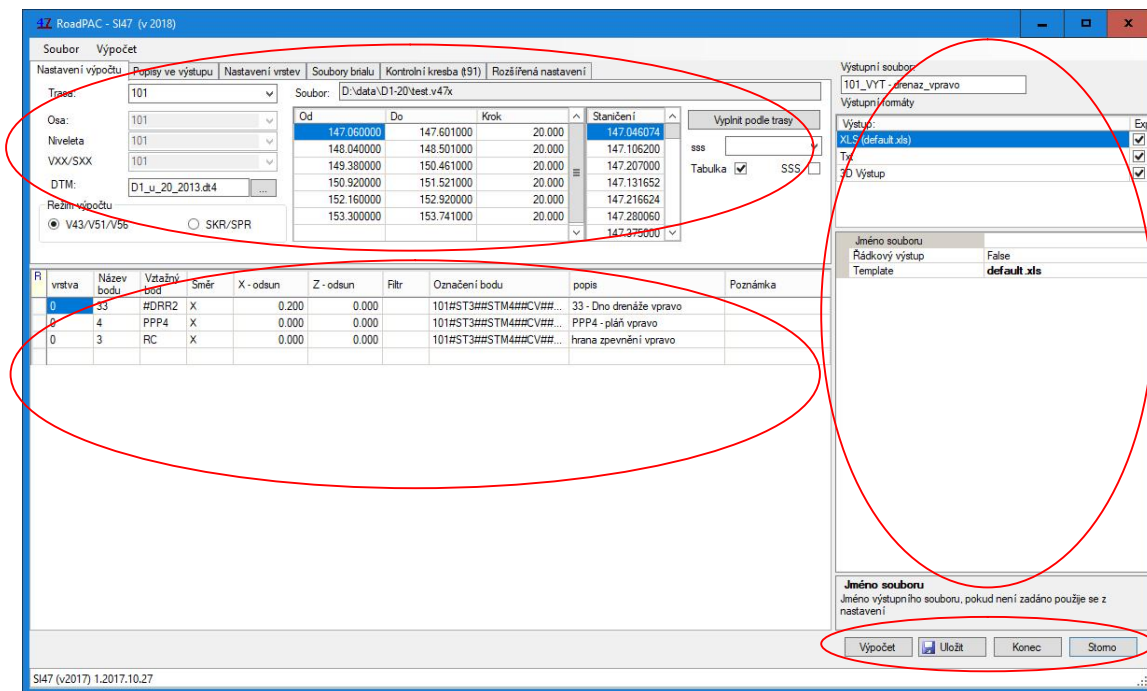 RoadPAC - SI47 (v 2018)
Soubor Výpočet
Nastavení výpočtu Popisy ve výstupu Nastavení vrstev Soubory brialu Kontrolní kresba (t91) Rozšířená nastavení
Trasa: 101
Osa: 101
Niveleta 101
VXX/SXX 101
DTM: D1_u_20_2013.dt4 ...
Režim výpočtu
V43/V51/V56 SKR/SPR
Soubor: D:\data\D1-20\test.v47x
Od Do Krok
147.060000 147.601000 20.000
148.040000 148.501000 20.000
149.380000 150.461000 20.000
150.920000 151.521000 20.000
152.160000 152.920000 20.000
153.300000 153.741000 20.000
Staničení
147.046074
147.106200
147.207000
147.131652
147.216624
147.280060
147.375000
Vyplnit podle trasy
sss
Tabulka SSS
R vrstva Název bodu Vztažný bod Směr X - odsun Z - odsun Filtr Označení bodu popis Poznámka
0 33 #DRR2 X 0.200 0.000 101#ST3##STM4###CV##... 33 - Dno drenáže vpravo
0 4 PPP4 X 0.000 0.000 101#ST3##STM4###CV##... PPP4 - pláň vpravo
0 3 RC X 0.000 0.000 101#ST3##STM4###CV##... hrana zpevnění vpravo
Výstupní soubor:
101_VYT - drenaz_vpravo
Výstupní formáty
Výstup: Exp
XLS (default.xls)
Txt
3D Výstup
Jméno souboru
Řádkový výstup False
Template default.xls
Jméno souboru
Jméno výstupního souboru, pokud není zadáno použije se z
nastavení
Výpočet Uložit Konec Storno
SI47 (v2017) 1.2017.10.27